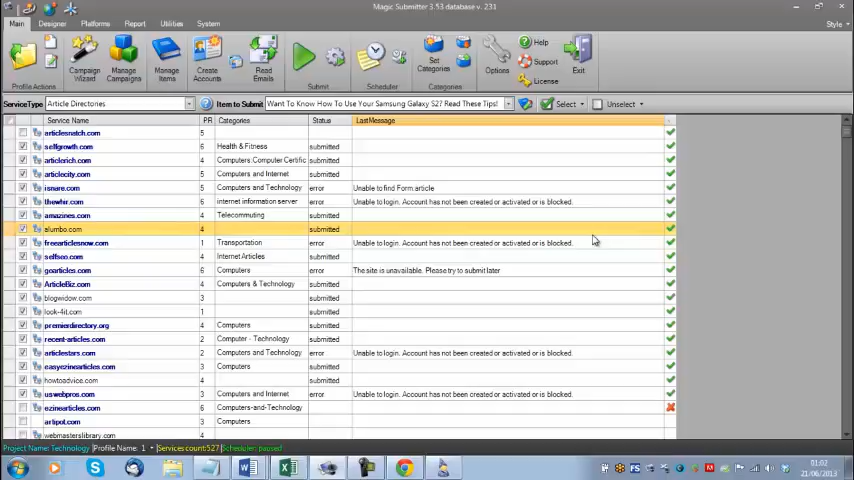 Magic Submitter 3.53 database v. 231
Main Designer Platforms Report Utilities System Style
Profile Actions
Campaign Wizard
Manage Campaigns
Manage Items
Create Accounts
Read Emails
Submit
Scheduler
Set Categories
Categories
Options
Help
Support
License
Exit
ServiceType Article Directories Item to Submit Want To Know How To Use Your Samsung Galaxy S2? Read These Tips! Select Unselect
Service Name PR Categories Status LastMessage
articlesnatch.com 5
selfgrowth.com 6 Health & Fitness submitted
articlerich.com 4 Computers:Computer Certific submitted
articlecity.com 5 Computers and Internet submitted
isnare.com 5 Computers and Technology error Unable to find Form:article
thewhir.com 6 internet information server error Unable to login. Account has not been created or activated or is blocked.
amazines.com 4 Telecommuting submitted
alumbo.com 4 submitted
freearticlesnow.com 1 Transportation error Unable to login. Account has not been created or activated or is blocked.
selfseo.com 4 Internet Articles submitted
goarticles.com 6 Computers error The site is unavailable. Please try to submit later
ArticleBiz.com 4 Computers & Technology submitted
blogwidow.com 3 submitted
look-4it.com 1 submitted
premierdirectory.org 4 Computers submitted
recent-articles.com 2 Computer - Technology submitted
articlestars.com 2 Computers and Technology error Unable to login. Account has not been created or activated or is blocked.
easyezinearticles.com 3 Computers submitted
howtoadvice.com 4 submitted
uswebpros.com 3 Computers and Internet error Unable to login. Account has not been created or activated or is blocked.
ezinearticles.com 6 Computers-and-Technology
artipot.com 3 Computers
webmasterslibrary.com 4
Project Name: Technology | Profile Name: 1 | Services count:527 | Scheduler: paused
01:02
21/06/2013